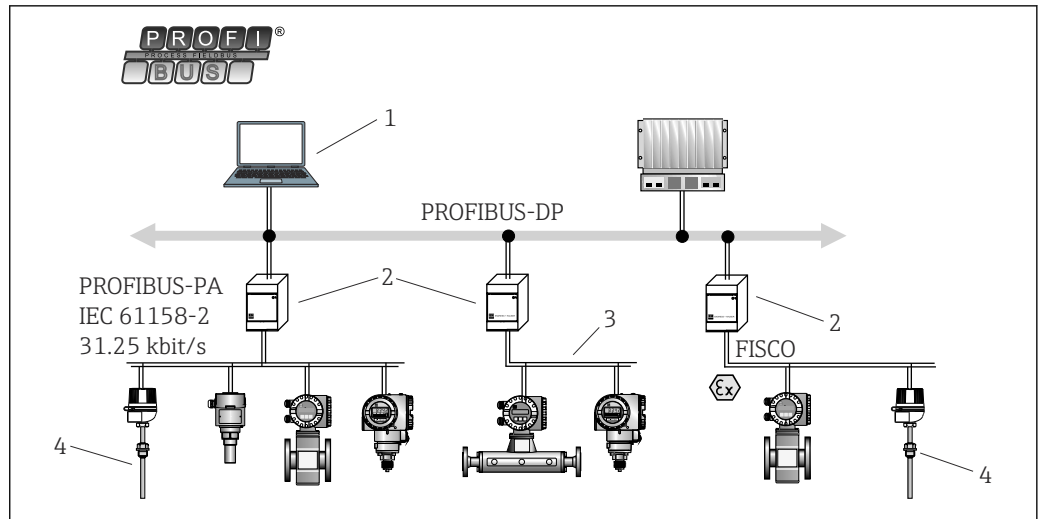 PROFI®
PROCESS FIELDBUS
BUS
1
PROFIBUS-DP
PROFIBUS-PA
IEC 61158-2
31.25 kbit/s
2
3
2
FISCO
Ex
4
4